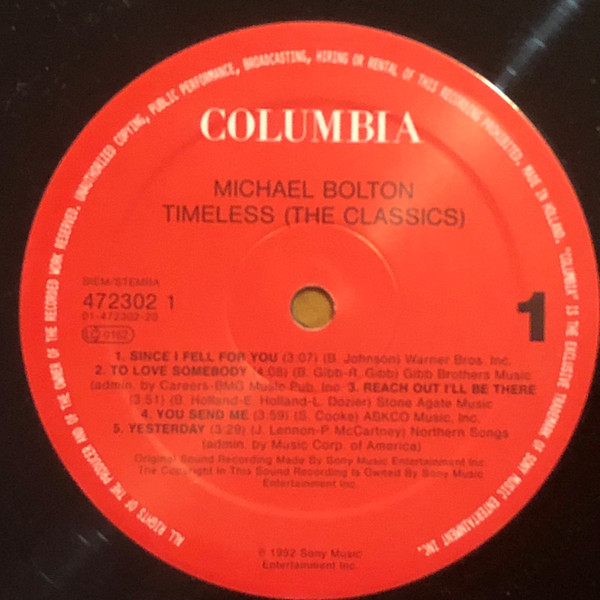 ALL RIGHTS OF THE PRODUCER AND OF THE OWNER OF THE RECORDED WORK RESERVED. UNAUTHORIZED COPYING, PUBLIC PERFORMANCE, BROADCASTING, HIRING OR RENTAL OF THIS RECORDING PROHIBITED. MADE IN HOLLAND. "COLUMBIA" IS THE EXCLUSIVE TRADEMARK OF SONY MUSIC ENTERTAINMENT INC.
COLUMBIA
MICHAEL BOLTON
TIMELESS (THE CLASSICS)
BIEM/STEMRA
472302 1
01-472302-20
LC 0162
1
1. SINCE I FELL FOR YOU (3:07) (B. Johnson) Warner Bros. Inc.
2. TO LOVE SOMEBODY (4:08) (B. Gibb-R. Gibb) Gibb Brothers Music
(admin. by Careers-BMG Music Pub. Inc 3. REACH OUT I'LL BE THERE
(3:51) (B. Holland-E. Holland-L. Dozier) Stone Agate Music
4. YOU SEND ME (3:59) (S. Cooke) ASKCO Music, Inc.
5. YESTERDAY (3:29) (J. Lennon-P. McCartney) Northern Songs
(admin. by Music Corp. of America)
Original Sound Recording Made By Sony Music Entertainment Inc
The Copyright in This Sound Recording is Owned By Sony Music
Entertainment Inc.
℗ 1992 Sony Music
Entertainment Inc.